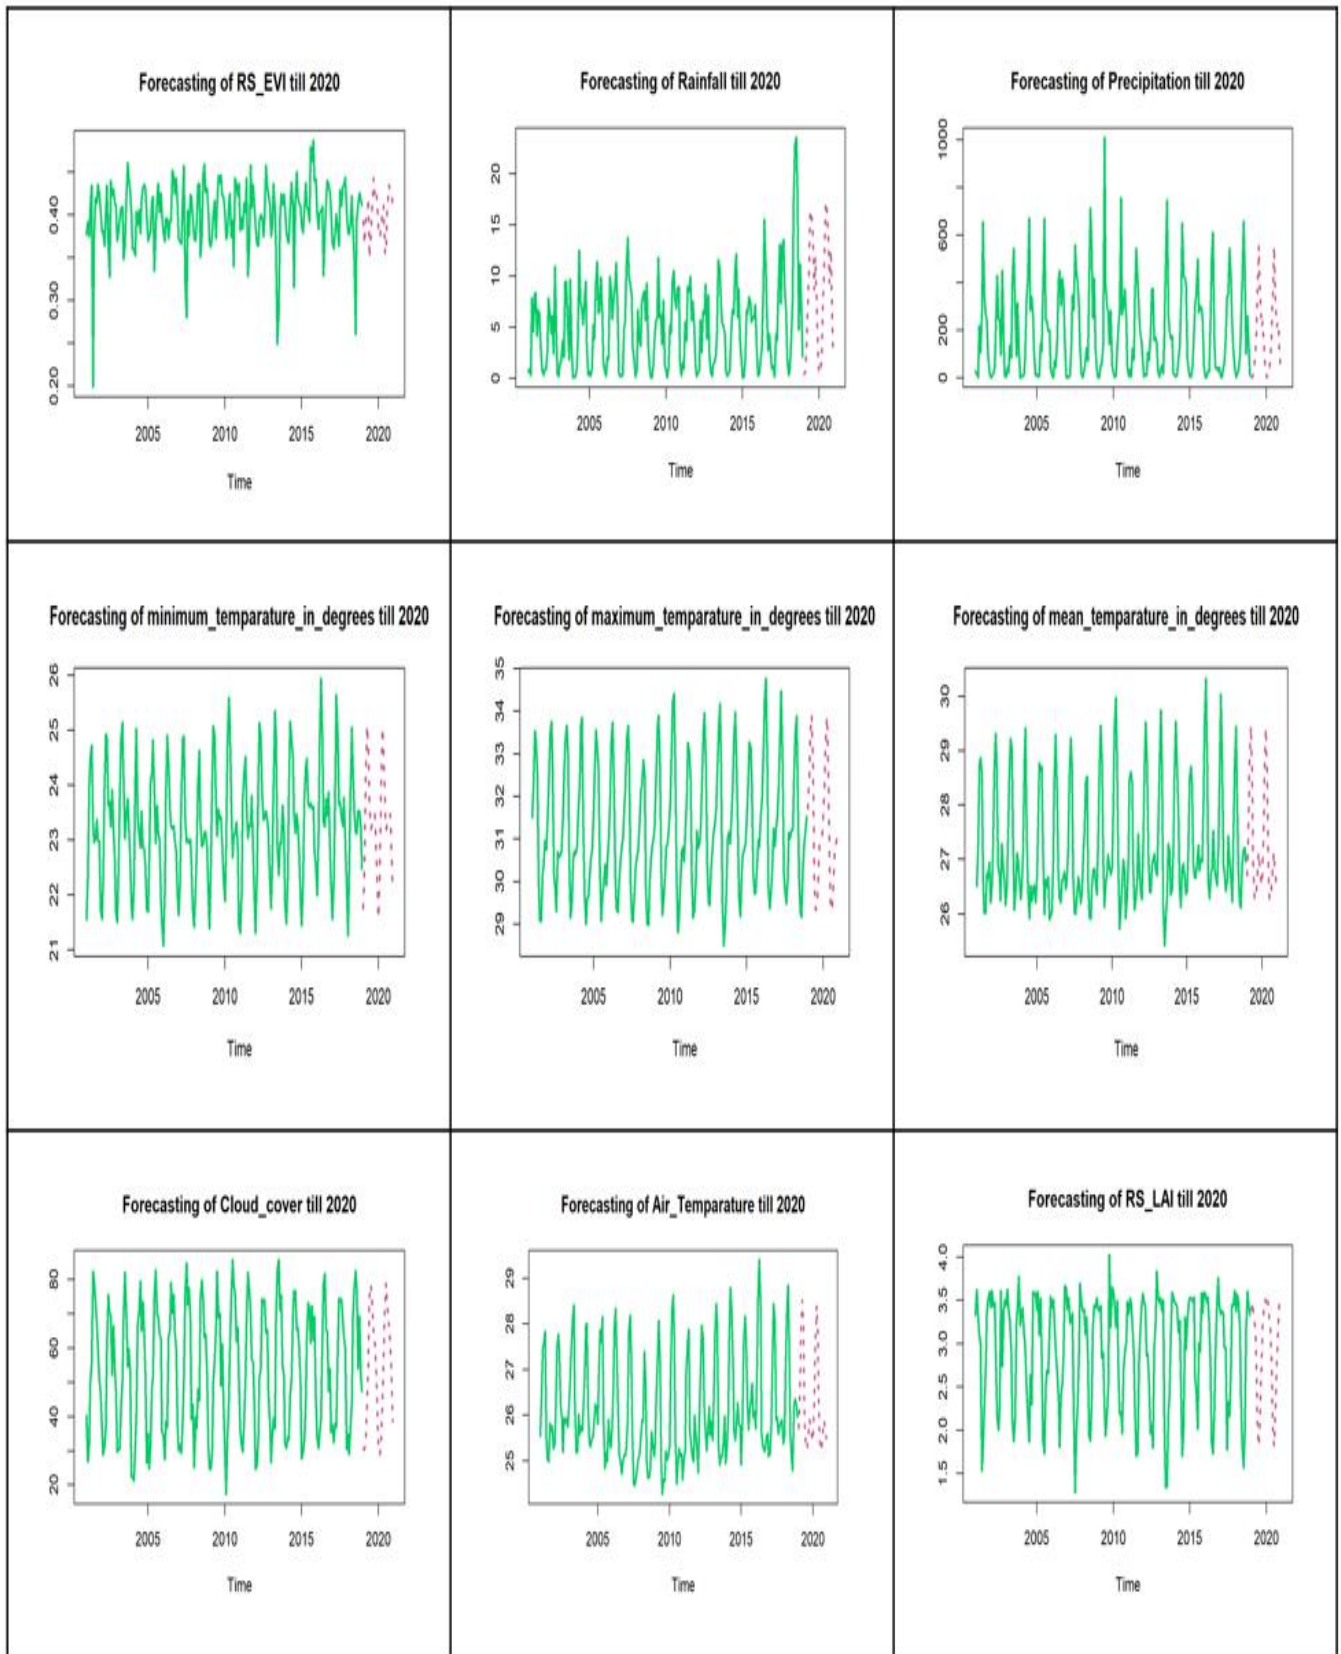 Forecasting of RS_EVI till 2020
0.40
0.30
0.20
2005 2010 2015 2020
Time
Forecasting of Rainfall till 2020
20
15
10
5
0
2005 2010 2015 2020
Time
Forecasting of Precipitation till 2020
1000
600
200
0
2005 2010 2015 2020
Time
Forecasting of minimum_temparature_in_degrees till 2020
26
25
24
23
22
21
2005 2010 2015 2020
Time
Forecasting of maximum_temparature_in_degrees till 2020
35
34
33
32
31
30
29
2005 2010 2015 2020
Time
Forecasting of mean_temparature_in_degrees till 2020
30
29
28
27
26
2005 2010 2015 2020
Time
Forecasting of Cloud_cover till 2020
80
60
40
20
2005 2010 2015 2020
Time
Forecasting of Air_Temparature till 2020
29
28
27
26
25
2005 2010 2015 2020
Time
Forecasting of RS_LAI till 2020
4.0
3.5
3.0
2.5
2.0
1.5
2005 2010 2015 2020
Time